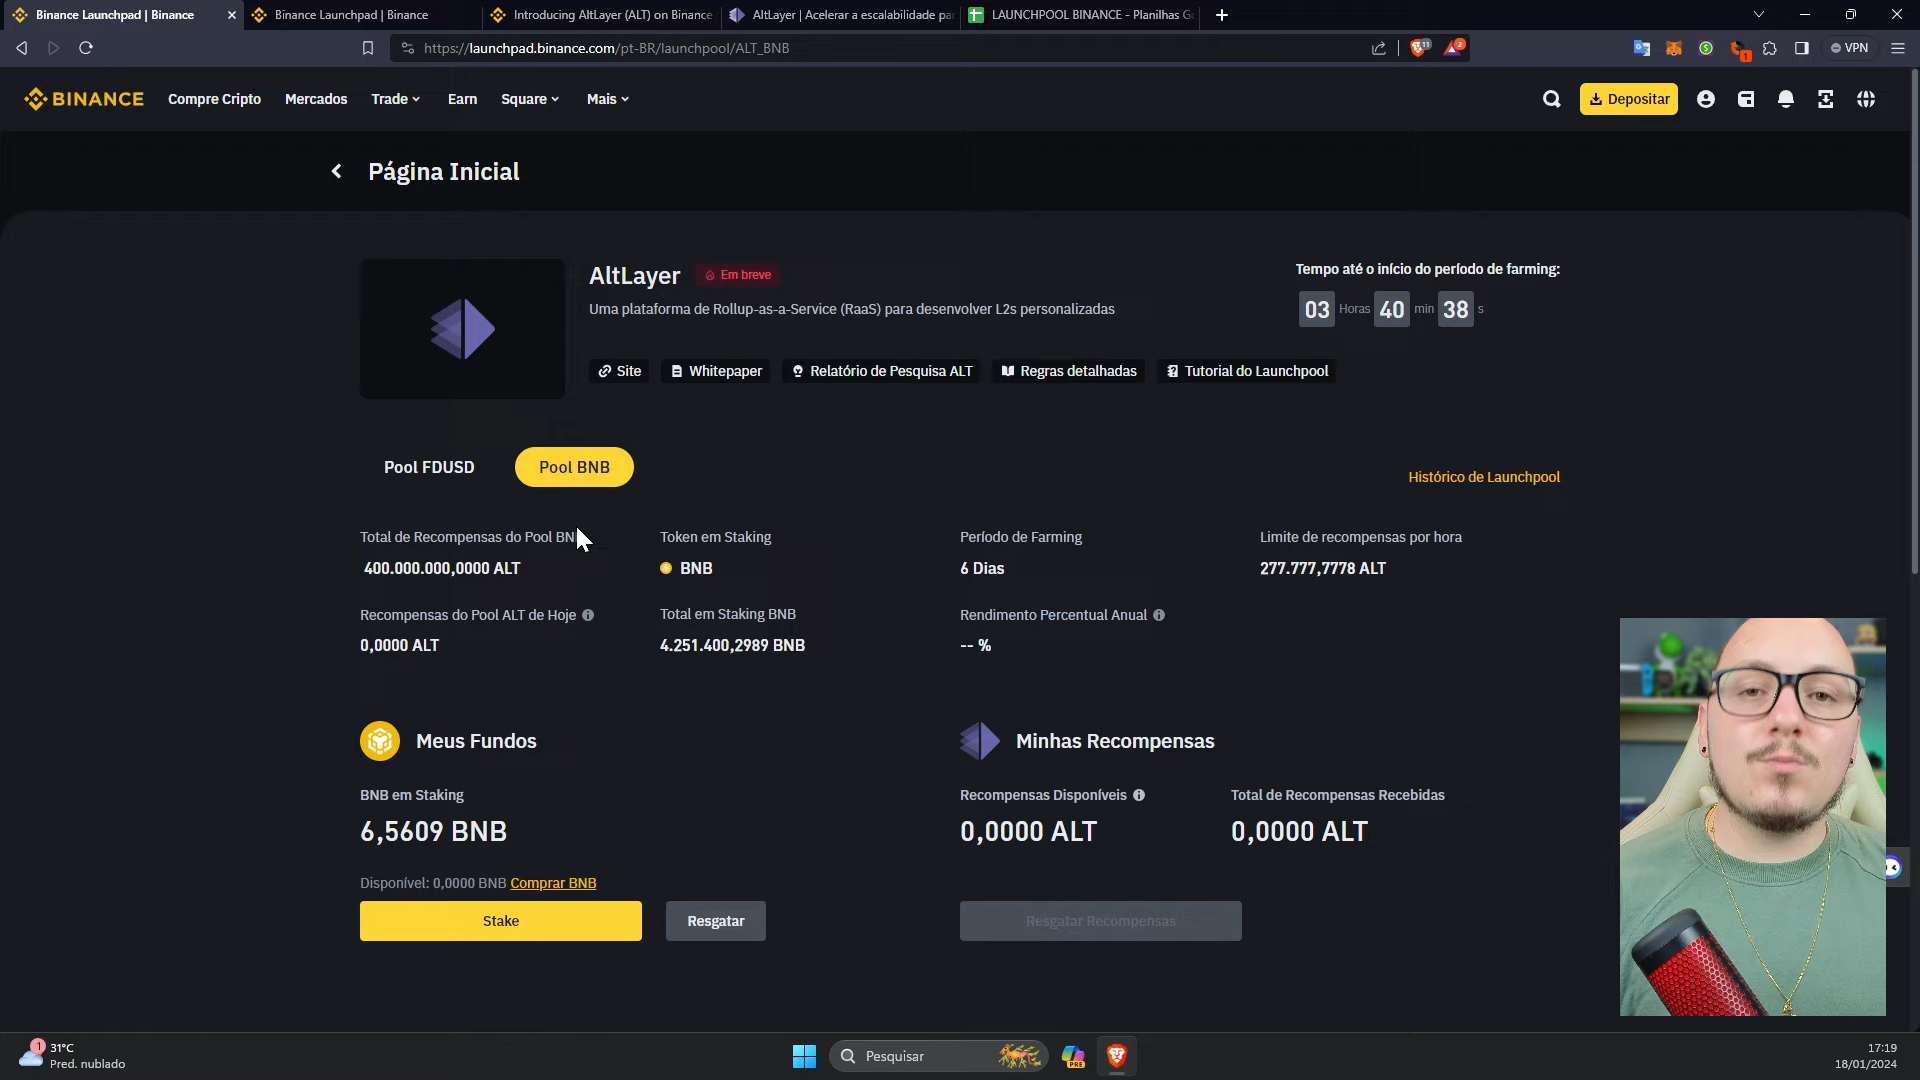 Binance Launchpad | Binance
Binance Launchpad | Binance
Introducing AltLayer (ALT) on Binance
AltLayer | Acelerar a escalabilidade pa
LAUNCHPOOL BINANCE - Planilhas G
https://launchpad.binance.com/pt-BR/launchpool/ALT_BNB
11
2
1
VPN
BINANCE
Compre Cripto
Mercados
Trade
Earn
Square
Mais
Depositar
Página Inicial
AltLayer
Em breve
Uma plataforma de Rollup-as-a-Service (RaaS) para desenvolver L2s personalizadas
Tempo até o início do período de farming:
03 Horas 40 min 38 s
Site
Whitepaper
Relatório de Pesquisa ALT
Regras detalhadas
Tutorial do Launchpool
Pool FDUSD
Pool BNB
Histórico de Launchpool
Total de Recompensas do Pool BN
400.000.000,0000 ALT
Token em Staking
BNB
Período de Farming
6 Dias
Limite de recompensas por hora
277.777,7778 ALT
Recompensas do Pool ALT de Hoje
0,0000 ALT
Total em Staking BNB
4.251.400,2989 BNB
Rendimento Percentual Anual
-- %
Meus Fundos
BNB em Staking
6,5609 BNB
Disponível: 0,0000 BNB Comprar BNB
Stake
Resgatar
Minhas Recompensas
Recompensas Disponíveis
0,0000 ALT
Total de Recompensas Recebidas
0,0000 ALT
Resgatar Recompensas
1
31°C
Pred. nublado
Pesquisar
PRE
17:19
18/01/2024